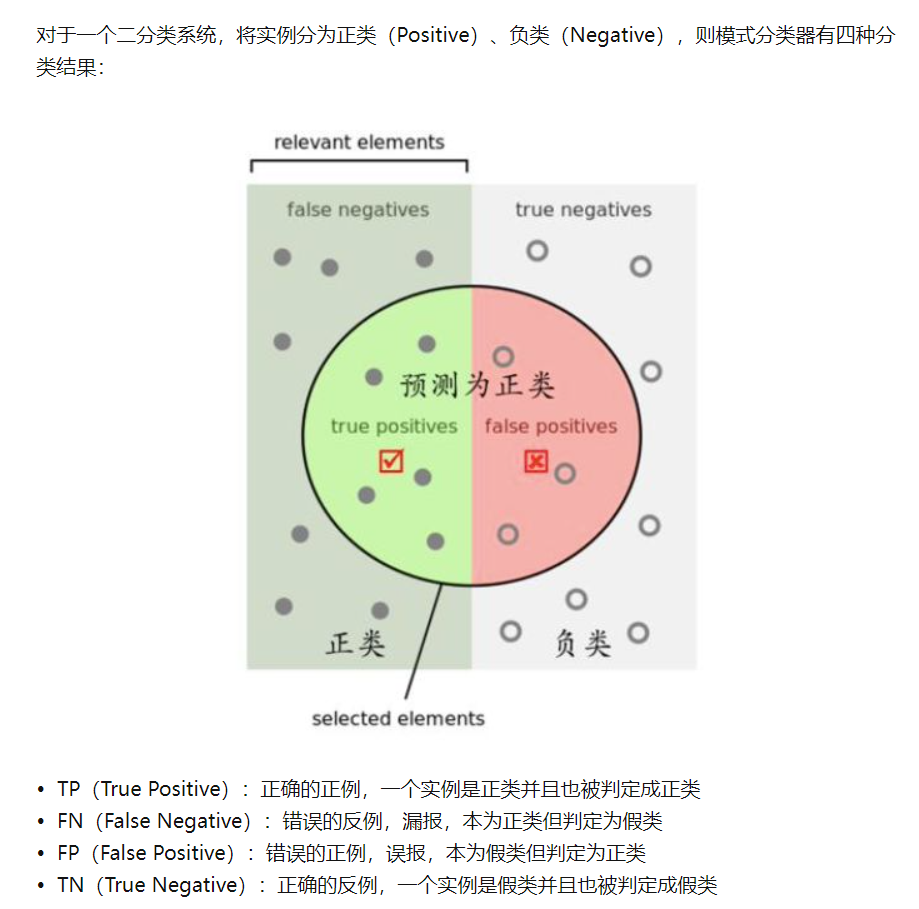 对于一个二分类系统，将实例分为正类（Positive）、负类（Negative），则模式分类器有四种分
类结果：
relevant elements
false negatives
true negatives
预测为正类
true positives
false positives
正类
负类
selected elements
• TP（True Positive）：正确的正例，一个实例是正类并且也被判定成正类
• FN（False Negative）：错误的反例，漏报，本为正类但判定为假类
• FP（False Positive）：错误的正例，误报，本为假类但判定为正类
• TN（True Negative）：正确的反例，一个实例是假类并且也被判定成假类